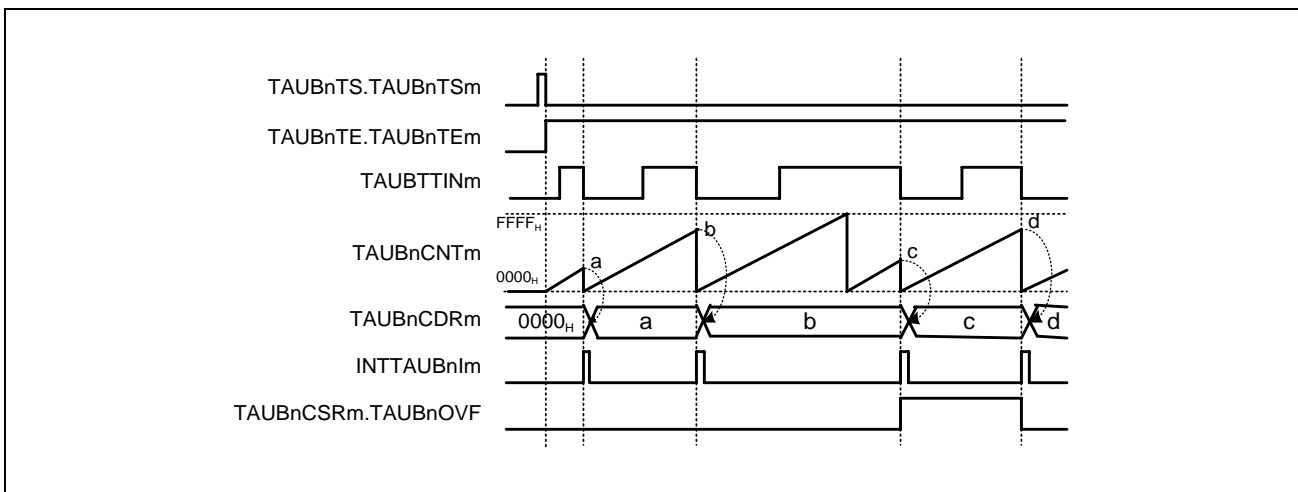 TAUBnTS.TAUBnTSm
TAUBnTE.TAUBnTEm
TAUBTTINm
FFFFH
TAUBnCNTm
0000H
a
b
c
d
TAUBnCDRm
0000H
a
b
c
d
INTTAUBnIm
TAUBnCSRm.TAUBnOVF